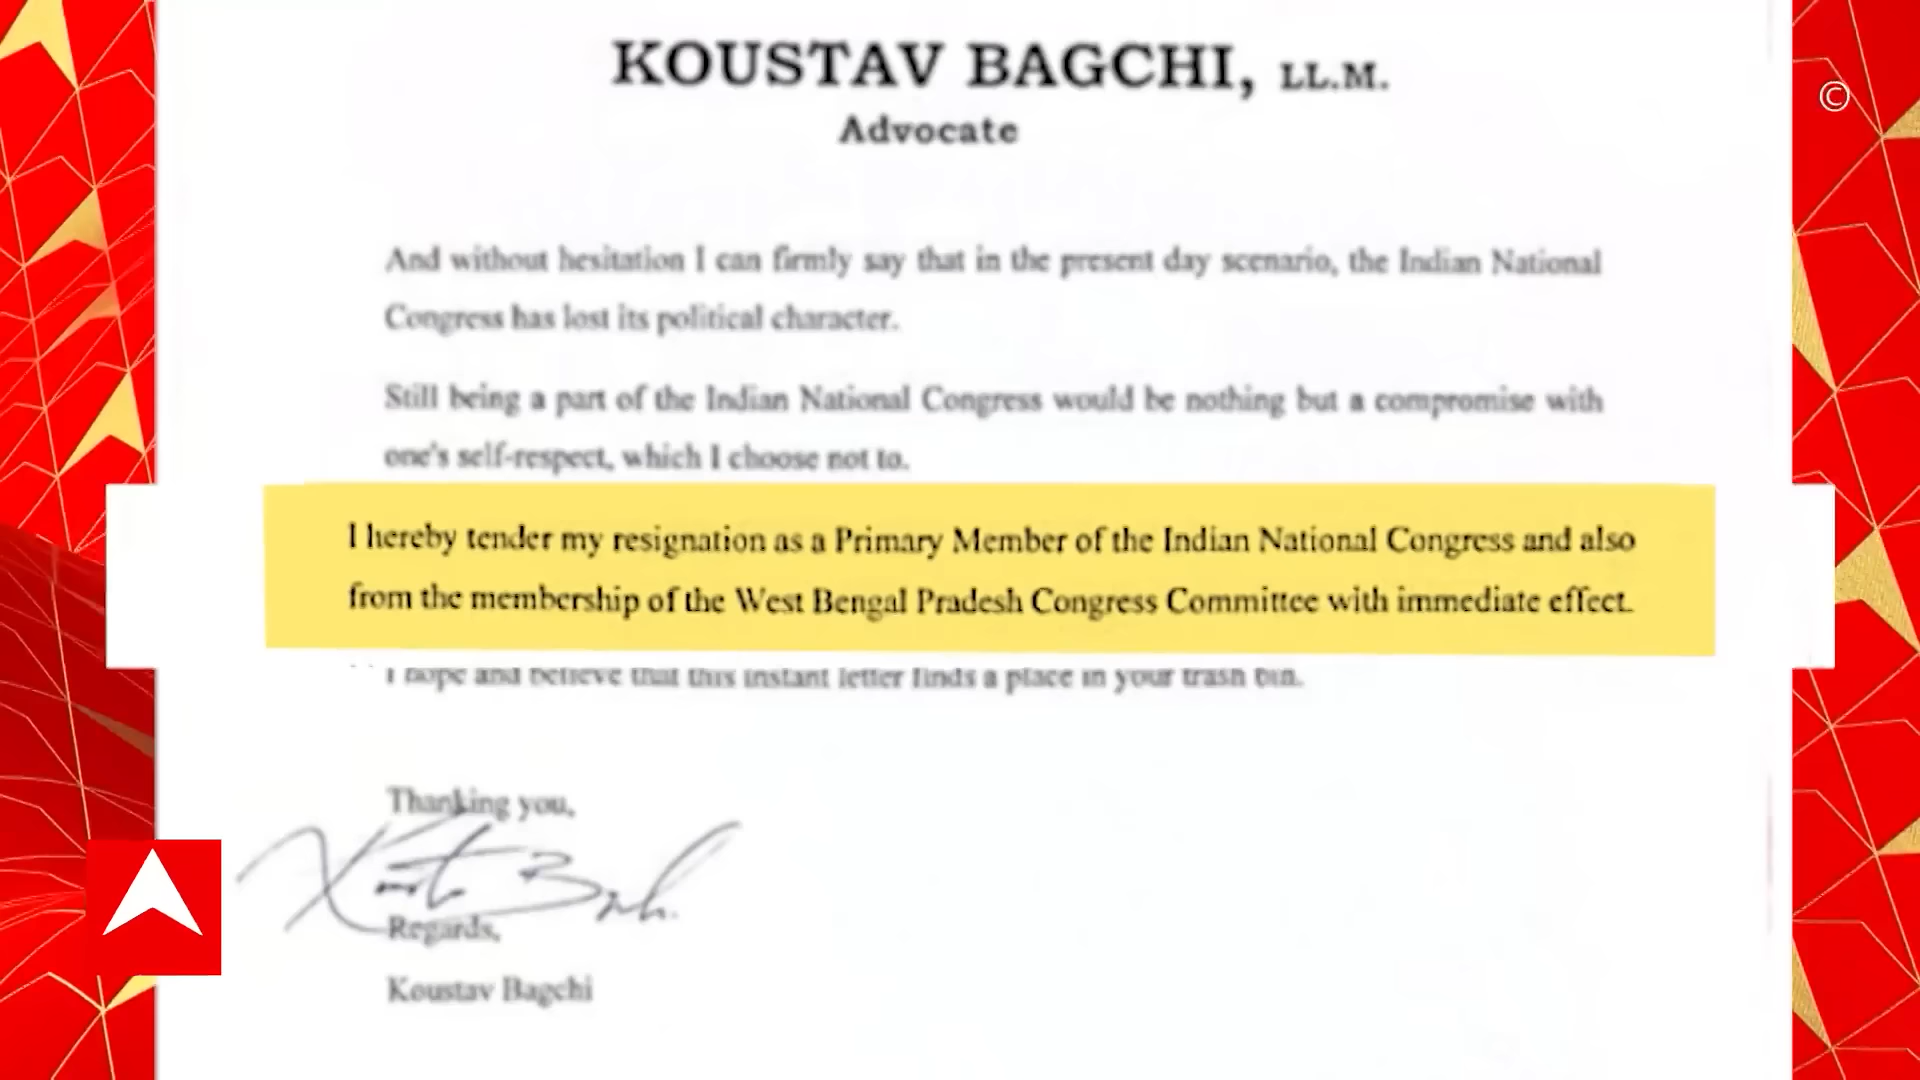 KOUSTAV BAGCHI, LL.M.
Advocate
©
And without hesitation I can firmly say that in the present day scenario, the Indian National
Congress has lost its political character.
Still being a part of the Indian National Congress would be nothing but a compromise with
one's self-respect, which I choose not to.
I hereby tender my resignation as a Primary Member of the Indian National Congress and also
from the membership of the West Bengal Pradesh Congress Committee with immediate effect.
I hope and believe that this instant letter finds a place in your trash bin.
Thanking you,
Regards,
Koustav Bagchi